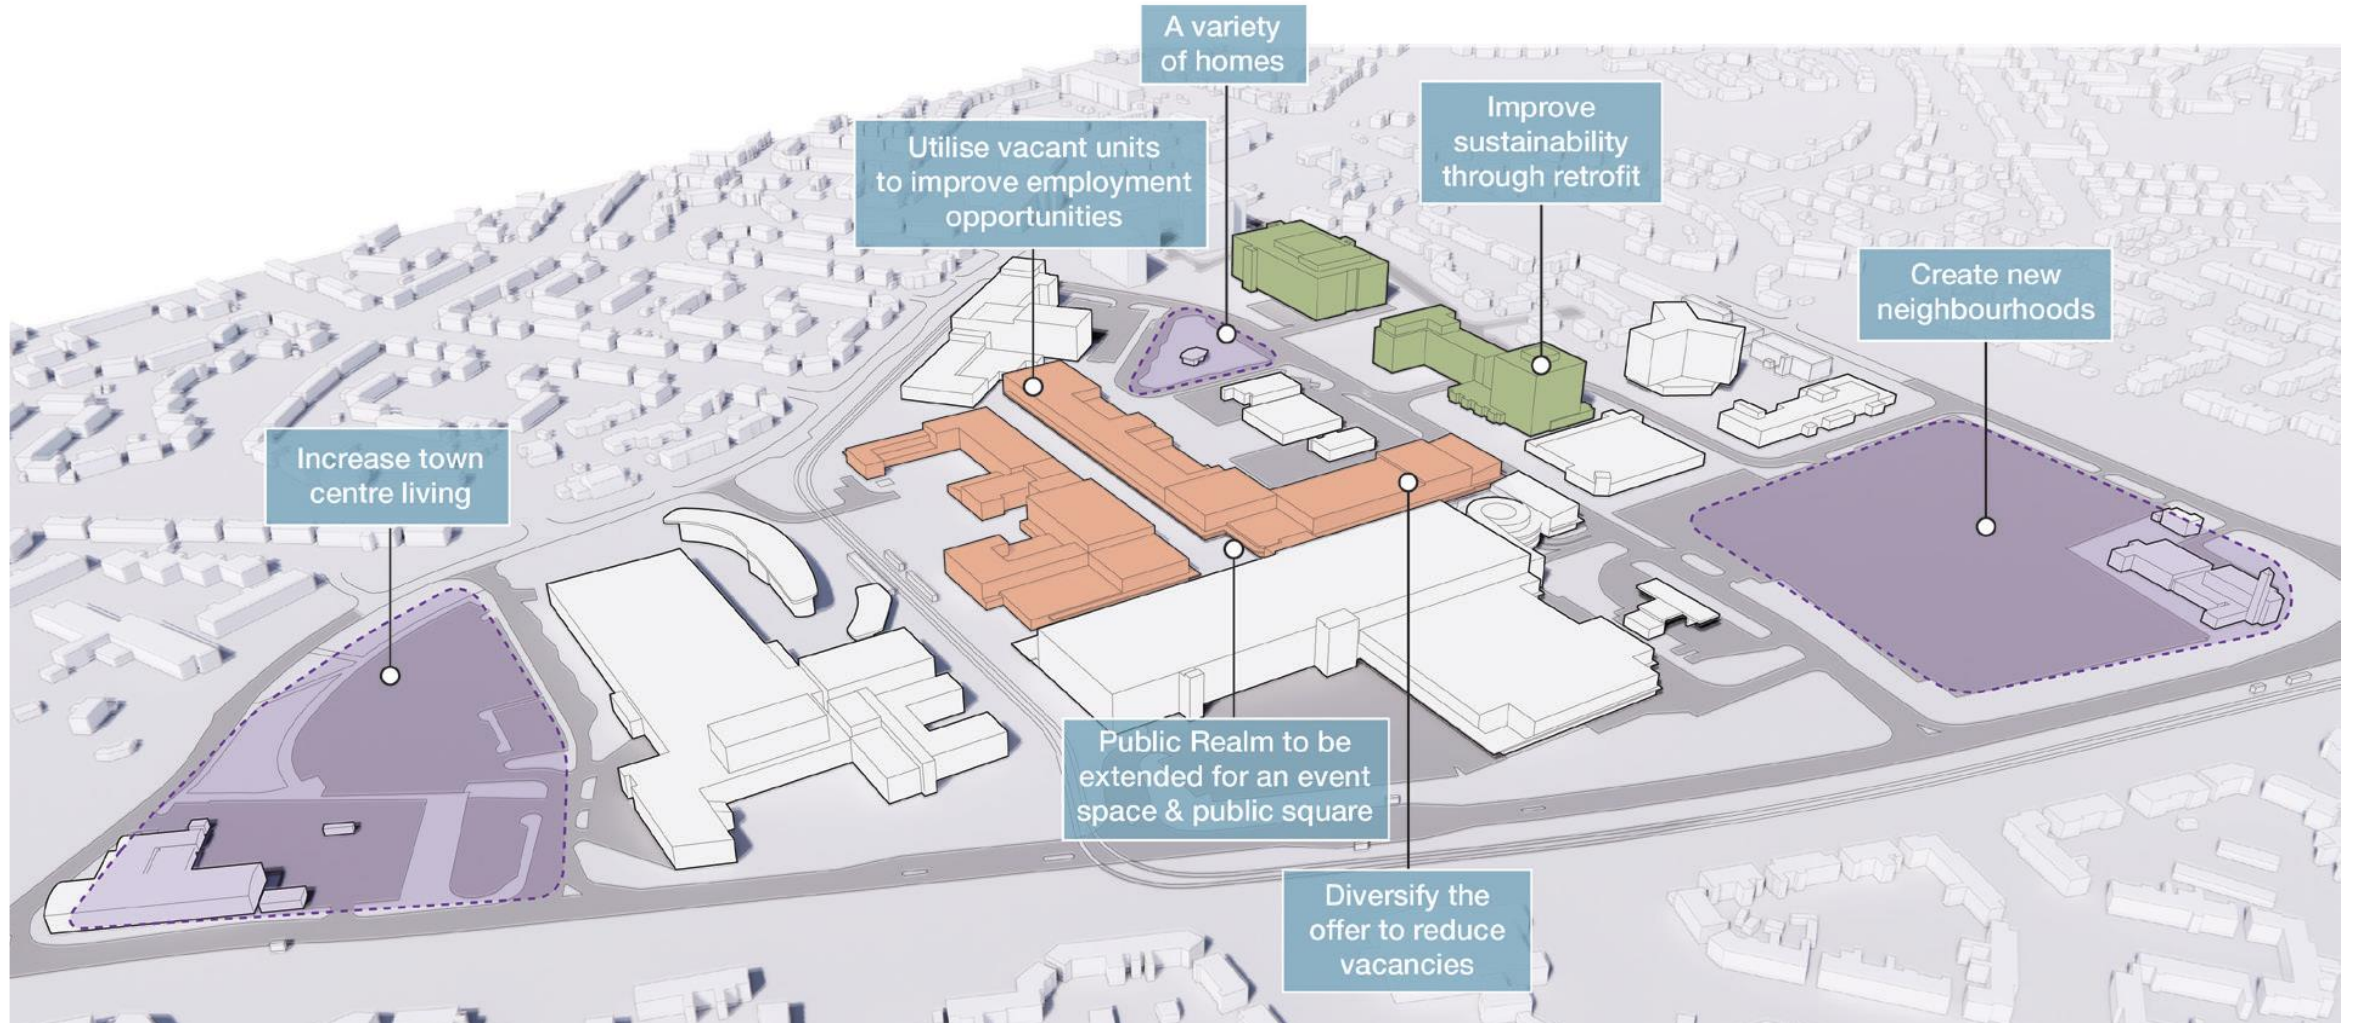 A variety
of homes
Improve
sustainability
through retrofit
Utilise vacant units
to improve employment
opportunities
Create new
neighbourhoods
Increase town
centre living
Public Realm to be
extended for an event
space & public square
Diversify the
offer to reduce
vacancies